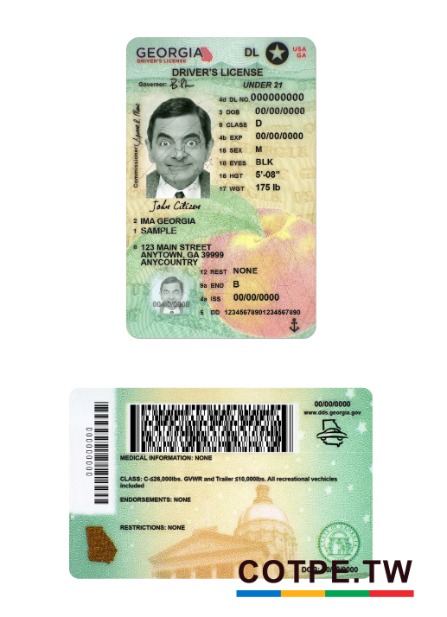 GEORGIA
DRIVER'S LICENSE
DL
USA
GA
DRIVER'S LICENSE
Governor:
UNDER 21
4d DL NO. 000000000
3 DOB 00/00/0000
9 CLASS D
4b EXP 00/00/0000
15 SEX M
18 EYES BLK
16 HGT 5'-08"
17 WGT 175 lb
Commissioner:
John Citizen
2 IMA GEORGIA
1 SAMPLE
8 123 MAIN STREET
ANYTOWN, GA 39999
ANYCOUNTRY
12 REST NONE
9a END B
00/00/0000
4a ISS 00/00/0000
5 DD 12345678901234567890
000000000
00/00/0000
www.dds.georgia.gov
MEDICAL INFORMATION: NONE
CLASS: C-≤26,000lbs. GVWR and Trailer ≤10,000lbs. All recreational vechicles
included
ENDORSEMENTS: NONE
RESTRICTIONS: NONE
COTPE.TW